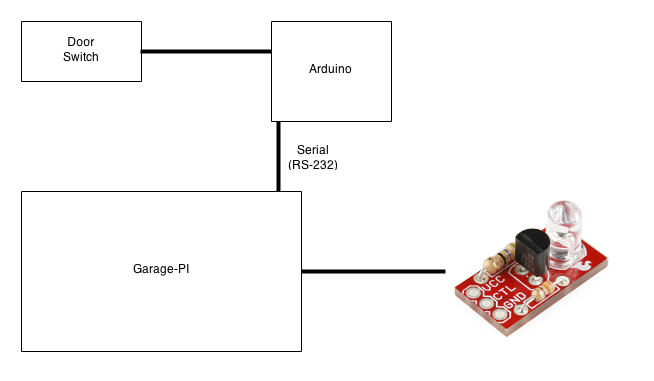 Door
Switch
Arduino
Serial
(RS-232)
Garage-PI
VCC
CTL
GND